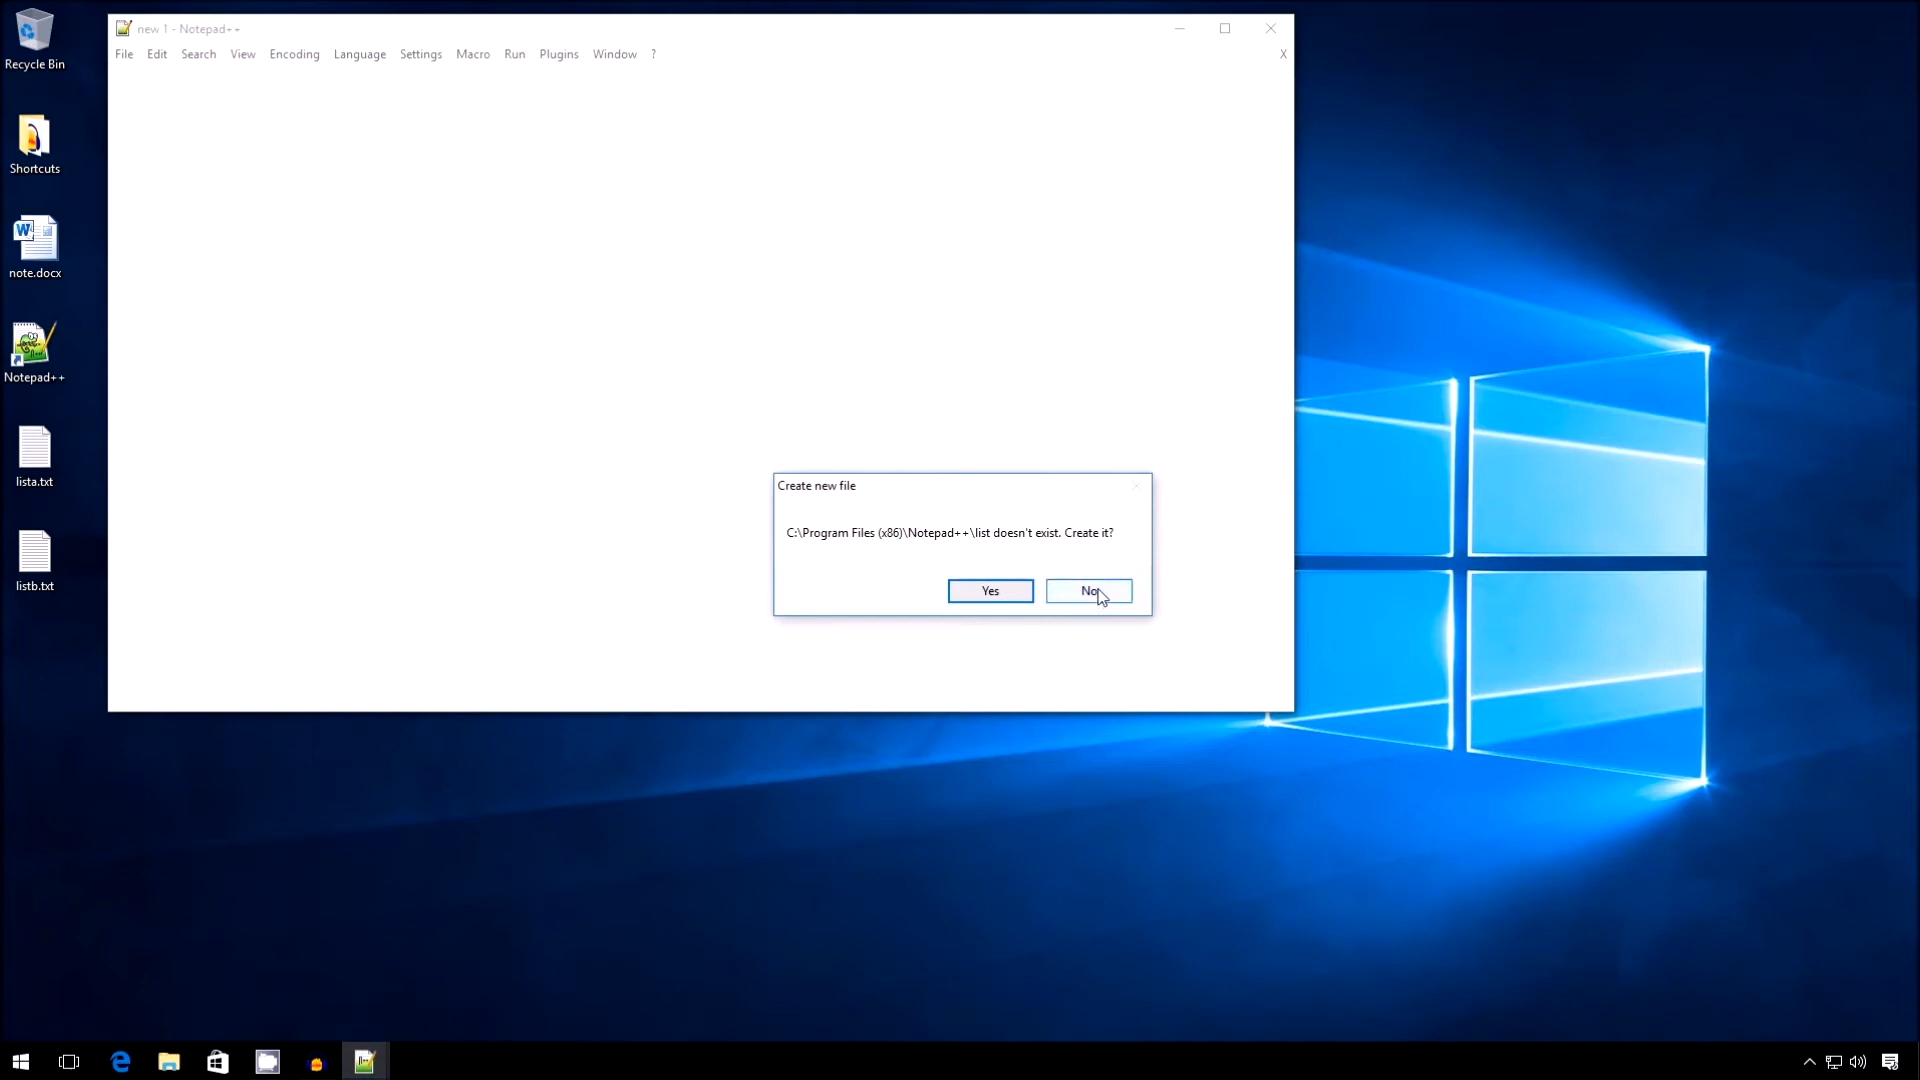 Recycle Bin
Shortcuts
note.docx
Notepad++
lista.txt
listb.txt
new 1 - Notepad++
File Edit Search View Encoding Language Settings Macro Run Plugins Window ? X
Create new file
C:\Program Files (x86)\Notepad++\list doesn't exist. Create it?
Yes No